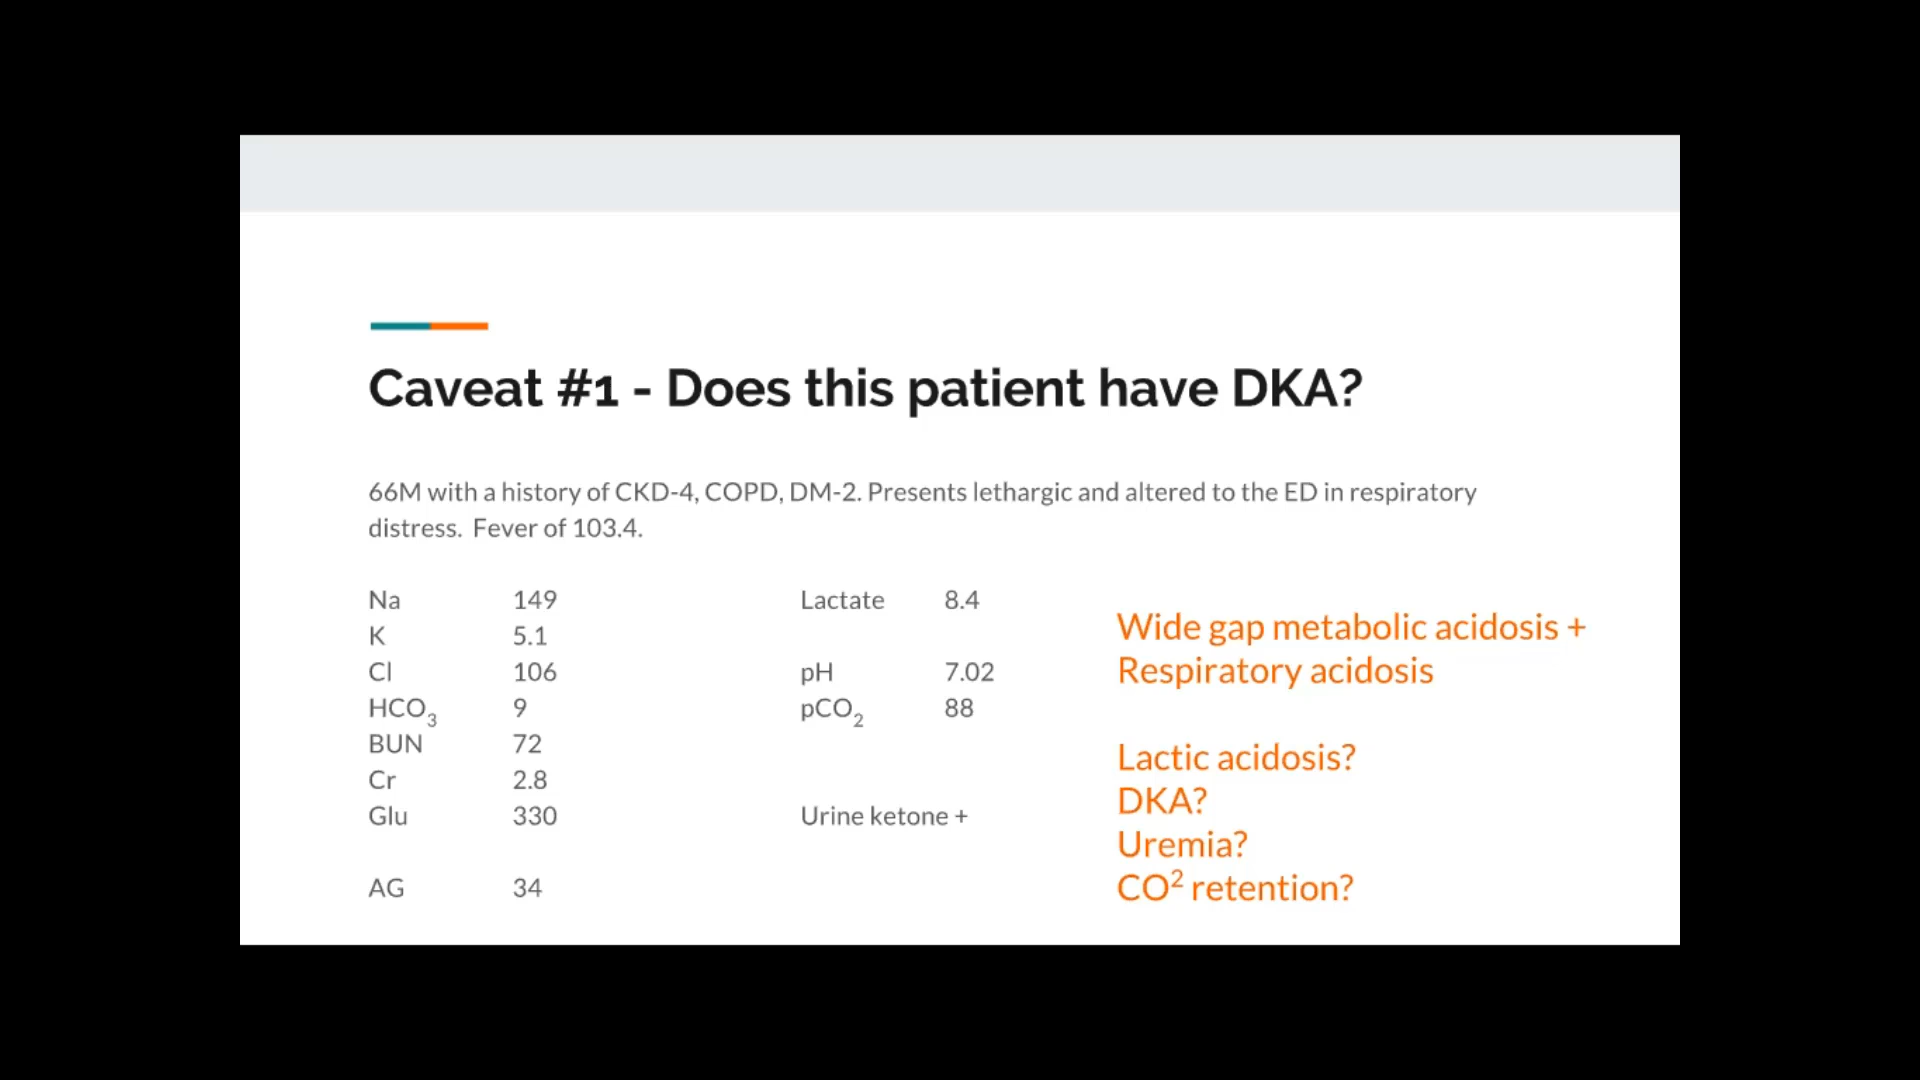 Caveat #1 - Does this patient have DKA?
66M with a history of CKD-4, COPD, DM-2. Presents lethargic and altered to the ED in respiratory
distress. Fever of 103.4.
Na 149
K 5.1
Cl 106
HCO₃ 9
BUN 72
Cr 2.8
Glu 330
AG 34
Lactate 8.4
pH 7.02
pCO₂ 88
Urine ketone +
Wide gap metabolic acidosis +
Respiratory acidosis
Lactic acidosis?
DKA?
Uremia?
CO² retention?